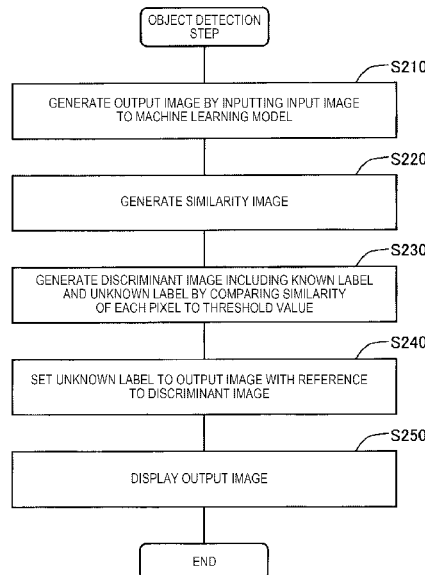 OBJECT DETECTION
STEP
S210
GENERATE OUTPUT IMAGE BY INPUTTING INPUT IMAGE
TO MACHINE LEARNING MODEL
S220
GENERATE SIMILARITY IMAGE
S230
GENERATE DISCRIMINANT IMAGE INCLUDING KNOWN LABEL
AND UNKNOWN LABEL BY COMPARING SIMILARITY
OF EACH PIXEL TO THRESHOLD VALUE
S240
SET UNKNOWN LABEL TO OUTPUT IMAGE WITH REFERENCE
TO DISCRIMINANT IMAGE
S250
DISPLAY OUTPUT IMAGE
END